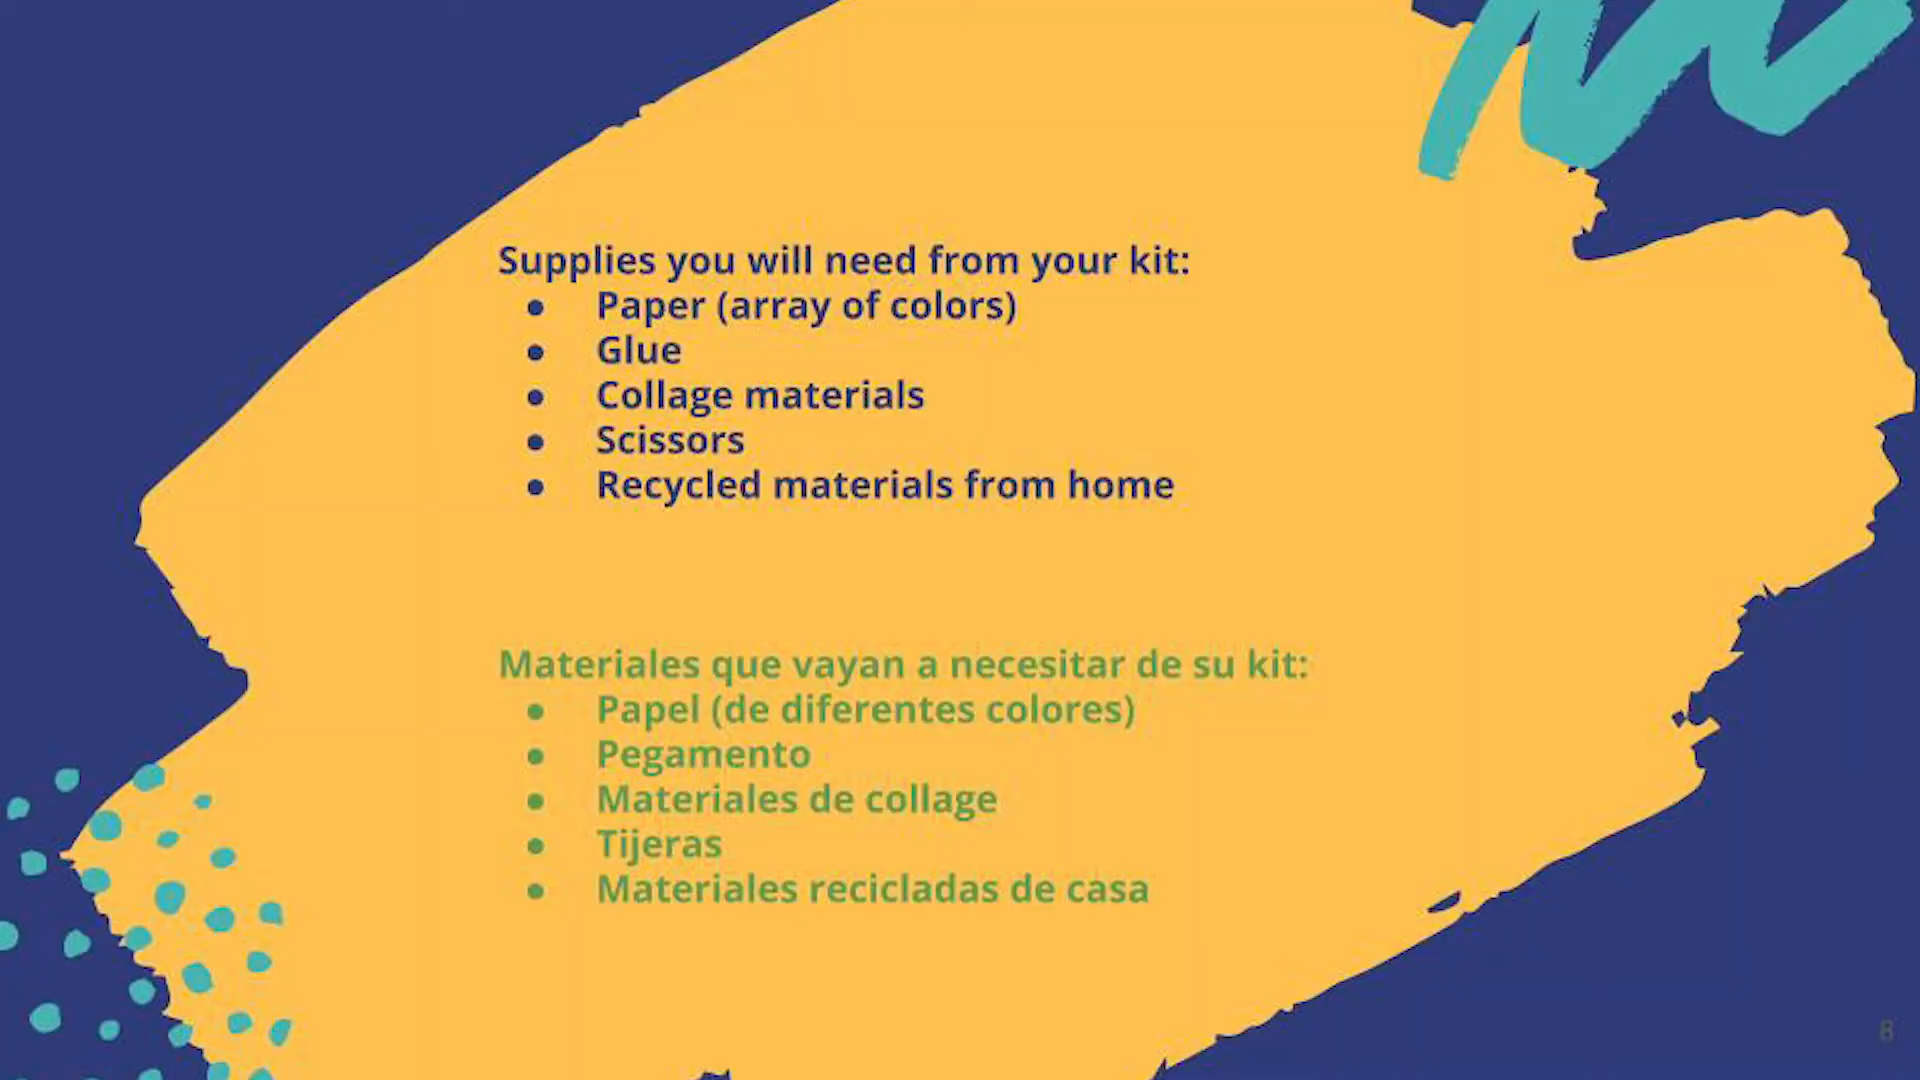 Supplies you will need from your kit:
● Paper (array of colors)
● Glue
● Collage materials
● Scissors
● Recycled materials from home
Materiales que vayan a necesitar de su kit:
● Papel (de diferentes colores)
● Pegamento
● Materiales de collage
● Tijeras
● Materiales recicladas de casa
8